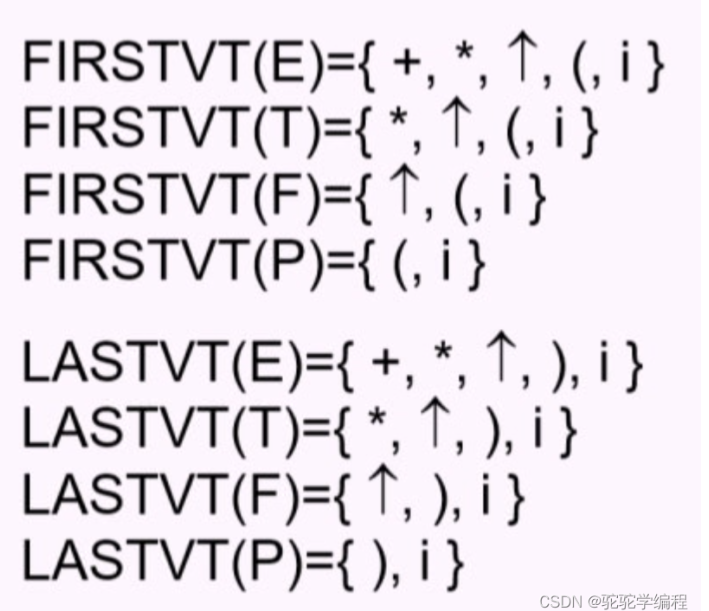 FIRSTVT(E)={ +, *, ↑, (, i }
FIRSTVT(T)={ *, ↑, (, i }
FIRSTVT(F)={ ↑, (, i }
FIRSTVT(P)={ (, i }
LASTVT(E)={ +, *, ↑, ), i }
LASTVT(T)={ *, ↑, ), i }
LASTVT(F)={ ↑, ), i }
LASTVT(P)={ ), i }
CSDN @驼驼学编程